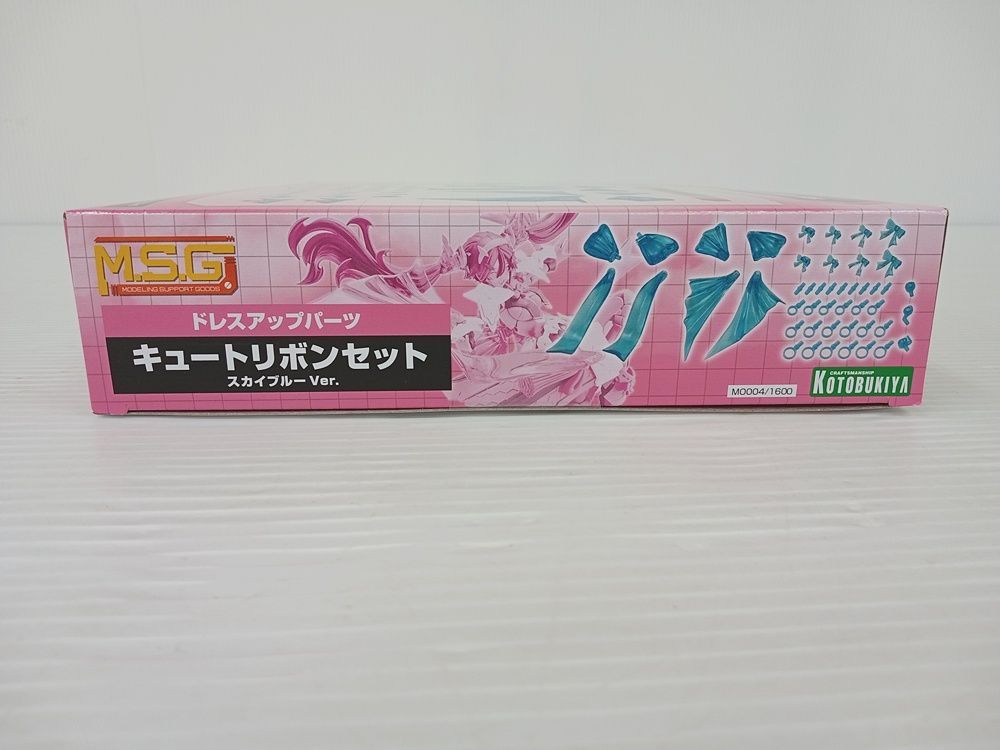 M.S.G
MODELING SUPPORT GOODS
ドレスアップパーツ
キュートリボンセット
スカイブルー Ver.
M0004/1600
CRAFTSMANSHIP
KOTOBUKIYA